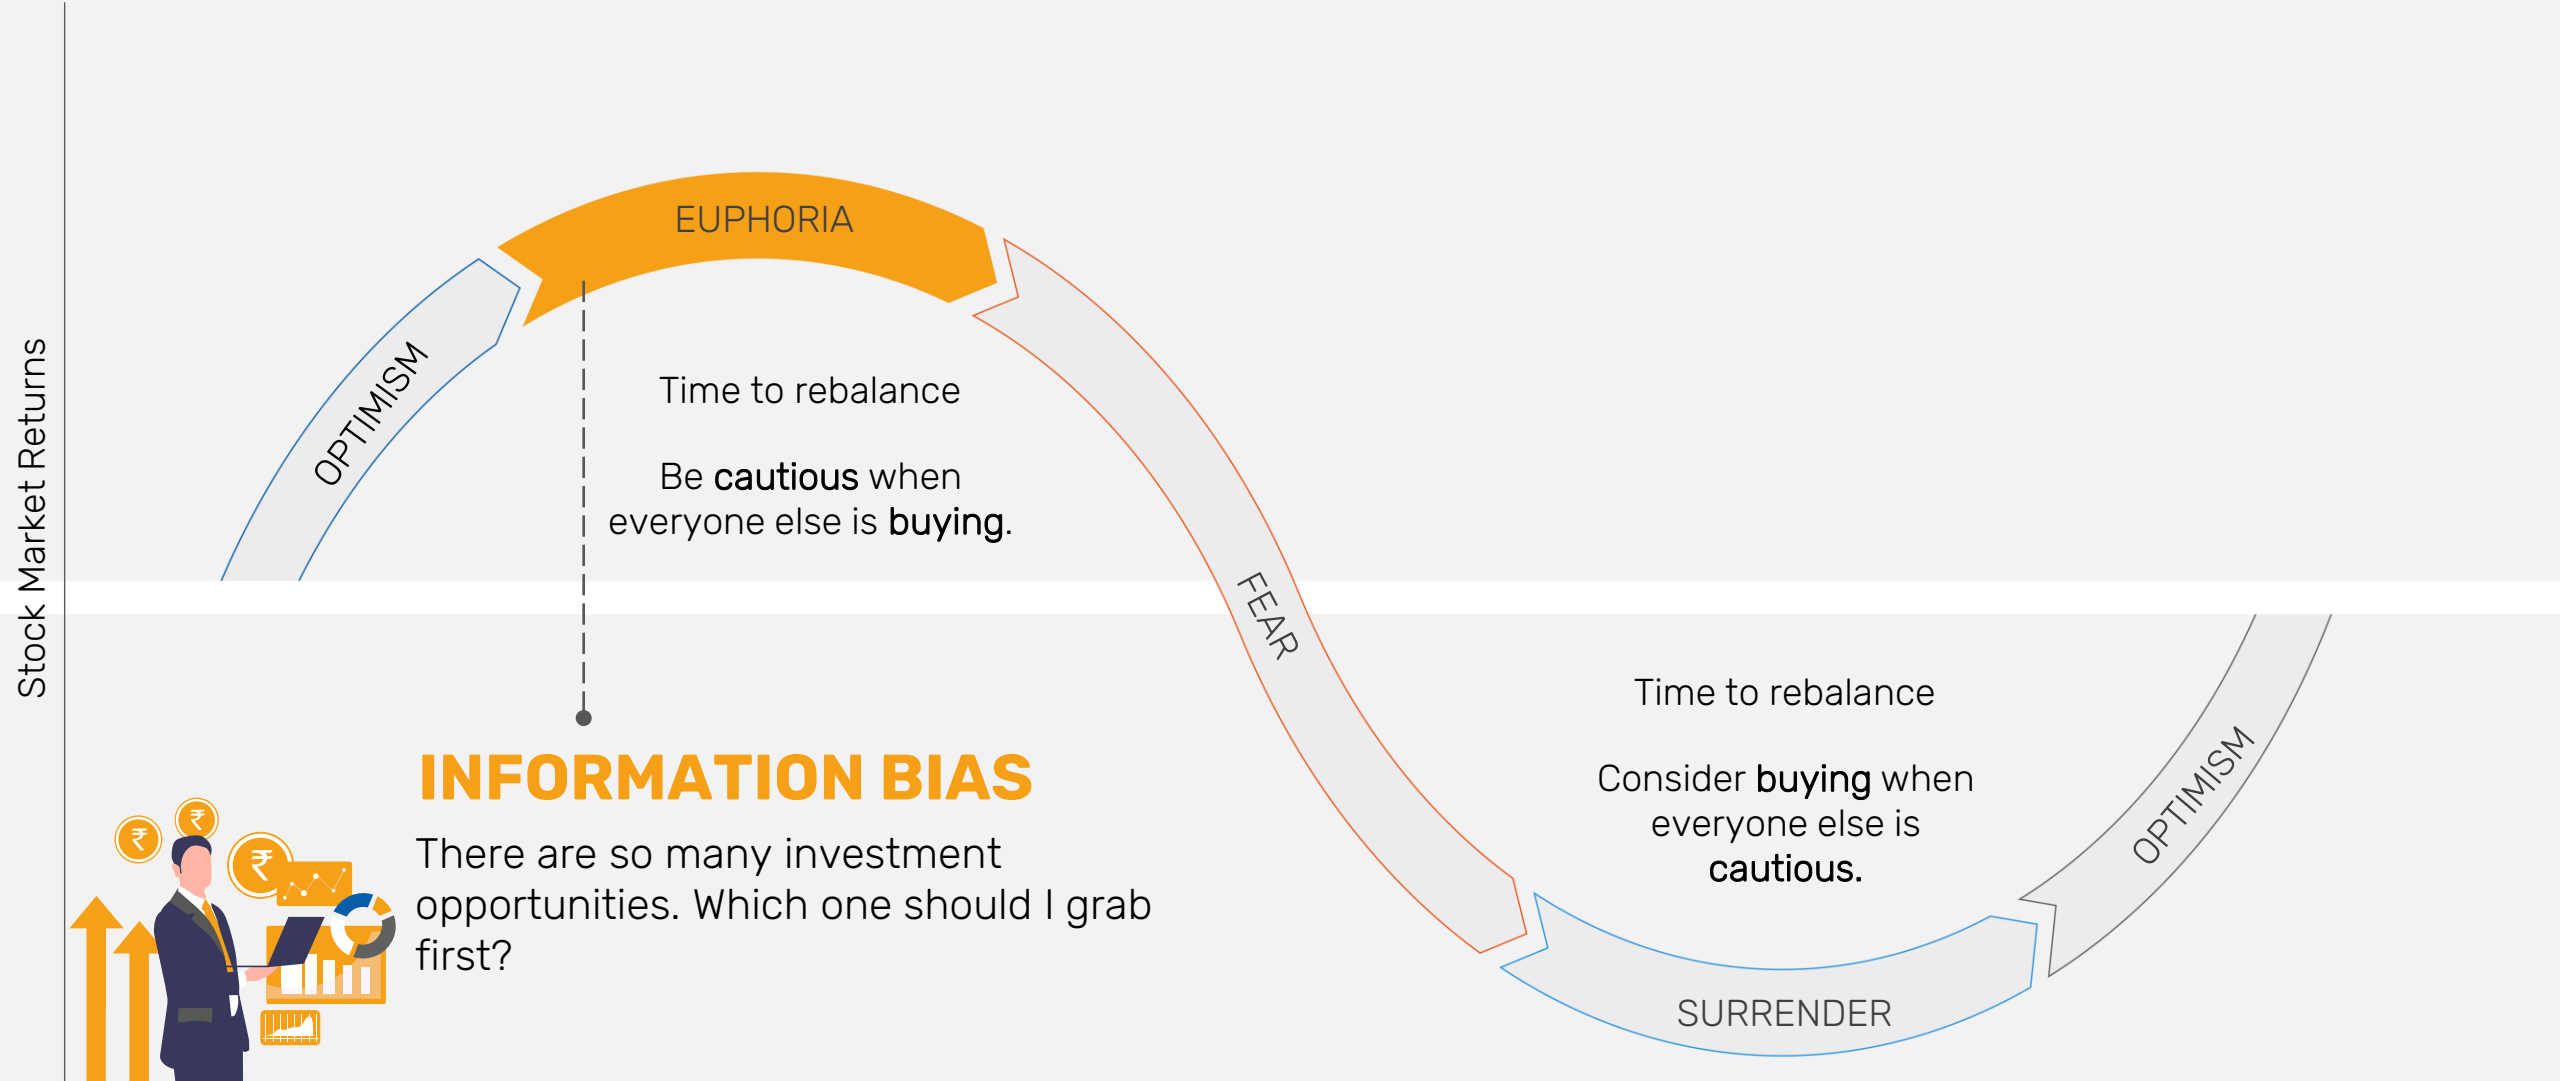 Stock Market Returns
OPTIMISM
EUPHORIA
Time to rebalance
Be cautious when
everyone else is buying.
FEAR
INFORMATION BIAS
There are so many investment
opportunities. Which one should I grab
first?
₹
₹
₹
Time to rebalance
Consider buying when
everyone else is
cautious.
SURRENDER
OPTIMISM